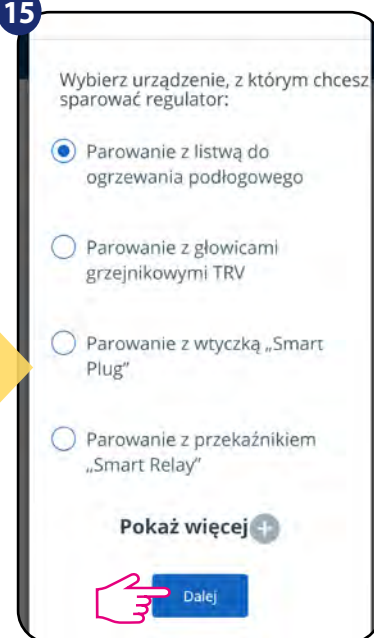 15
Wybierz urządzenie, z którym chcesz
sparować regulator:
Parowanie z listwą do
ogrzewania podłogowego
Parowanie z głowicami
grzejnikowymi TRV
Parowanie z wtyczką „Smart
Plug”
Parowanie z przekaźnikiem
„Smart Relay”
Pokaż więcej +
Dalej